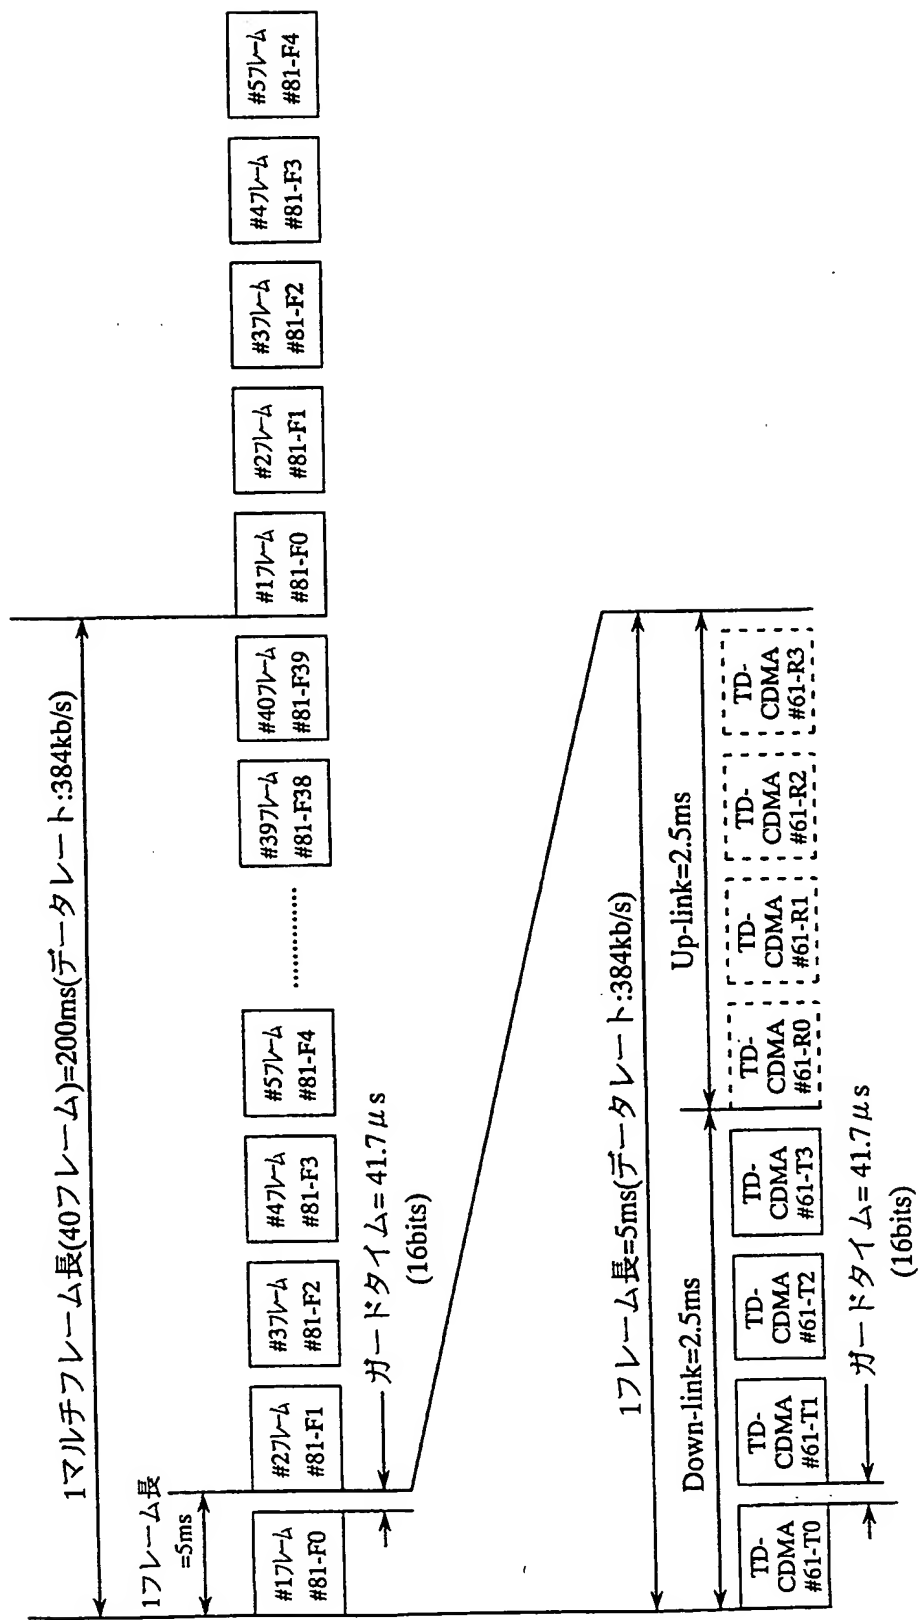 1マルチフレーム長(40フレーム)=200ms(データレート:384kb/s)
1フレーム長
=5ms
#1フレーム
#81-F0
#2フレーム
#81-F1
#3フレーム
#81-F2
#4フレーム
#81-F3
#5フレーム
#81-F4
............
#39フレーム
#81-F38
#40フレーム
#81-F39
#1フレーム
#81-F0
#2フレーム
#81-F1
#3フレーム
#81-F2
#4フレーム
#81-F3
#5フレーム
#81-F4
ガードタイム=41.7μs
(16bits)
1フレーム長=5ms(データレート:384kb/s)
Down-link=2.5ms
Up-link=2.5ms
TD-
CDMA
#61-T0
TD-
CDMA
#61-T1
TD-
CDMA
#61-T2
TD-
CDMA
#61-T3
TD-
CDMA
#61-R0
TD-
CDMA
#61-R1
TD-
CDMA
#61-R2
TD-
CDMA
#61-R3
ガードタイム=41.7μs
(16bits)